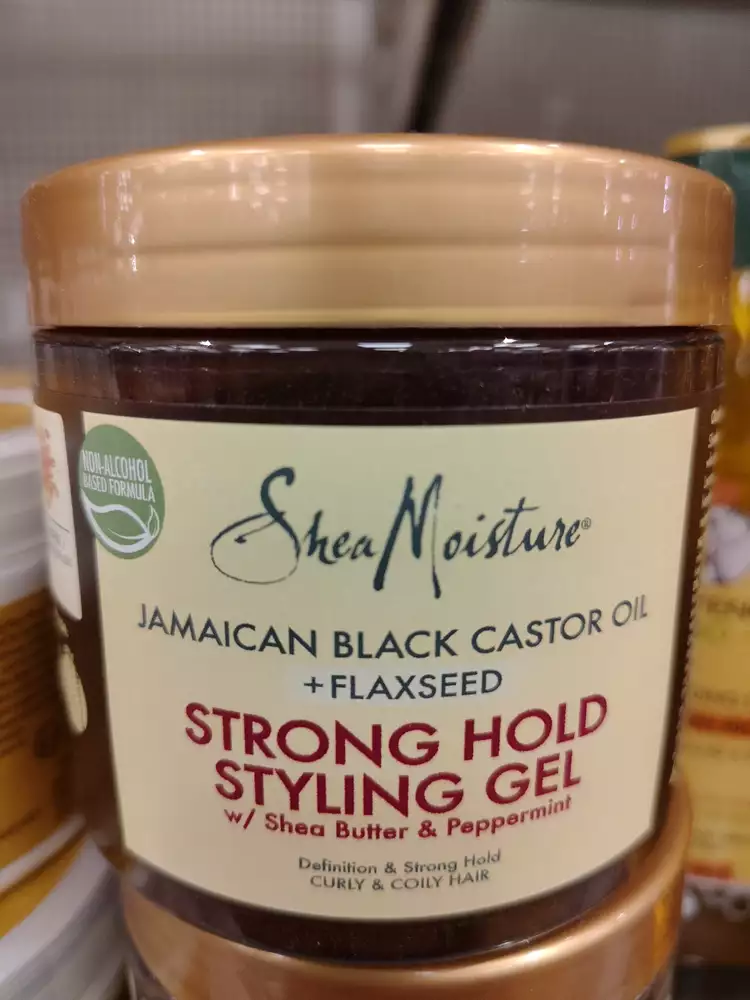 NON-ALCOHOL
BASED FORMULA
SheaMoisture®
JAMAICAN BLACK CASTOR OIL
+FLAXSEED
STRONG HOLD
STYLING GEL
w/ Shea Butter & Peppermint
Definition & Strong Hold
CURLY & COILY HAIR